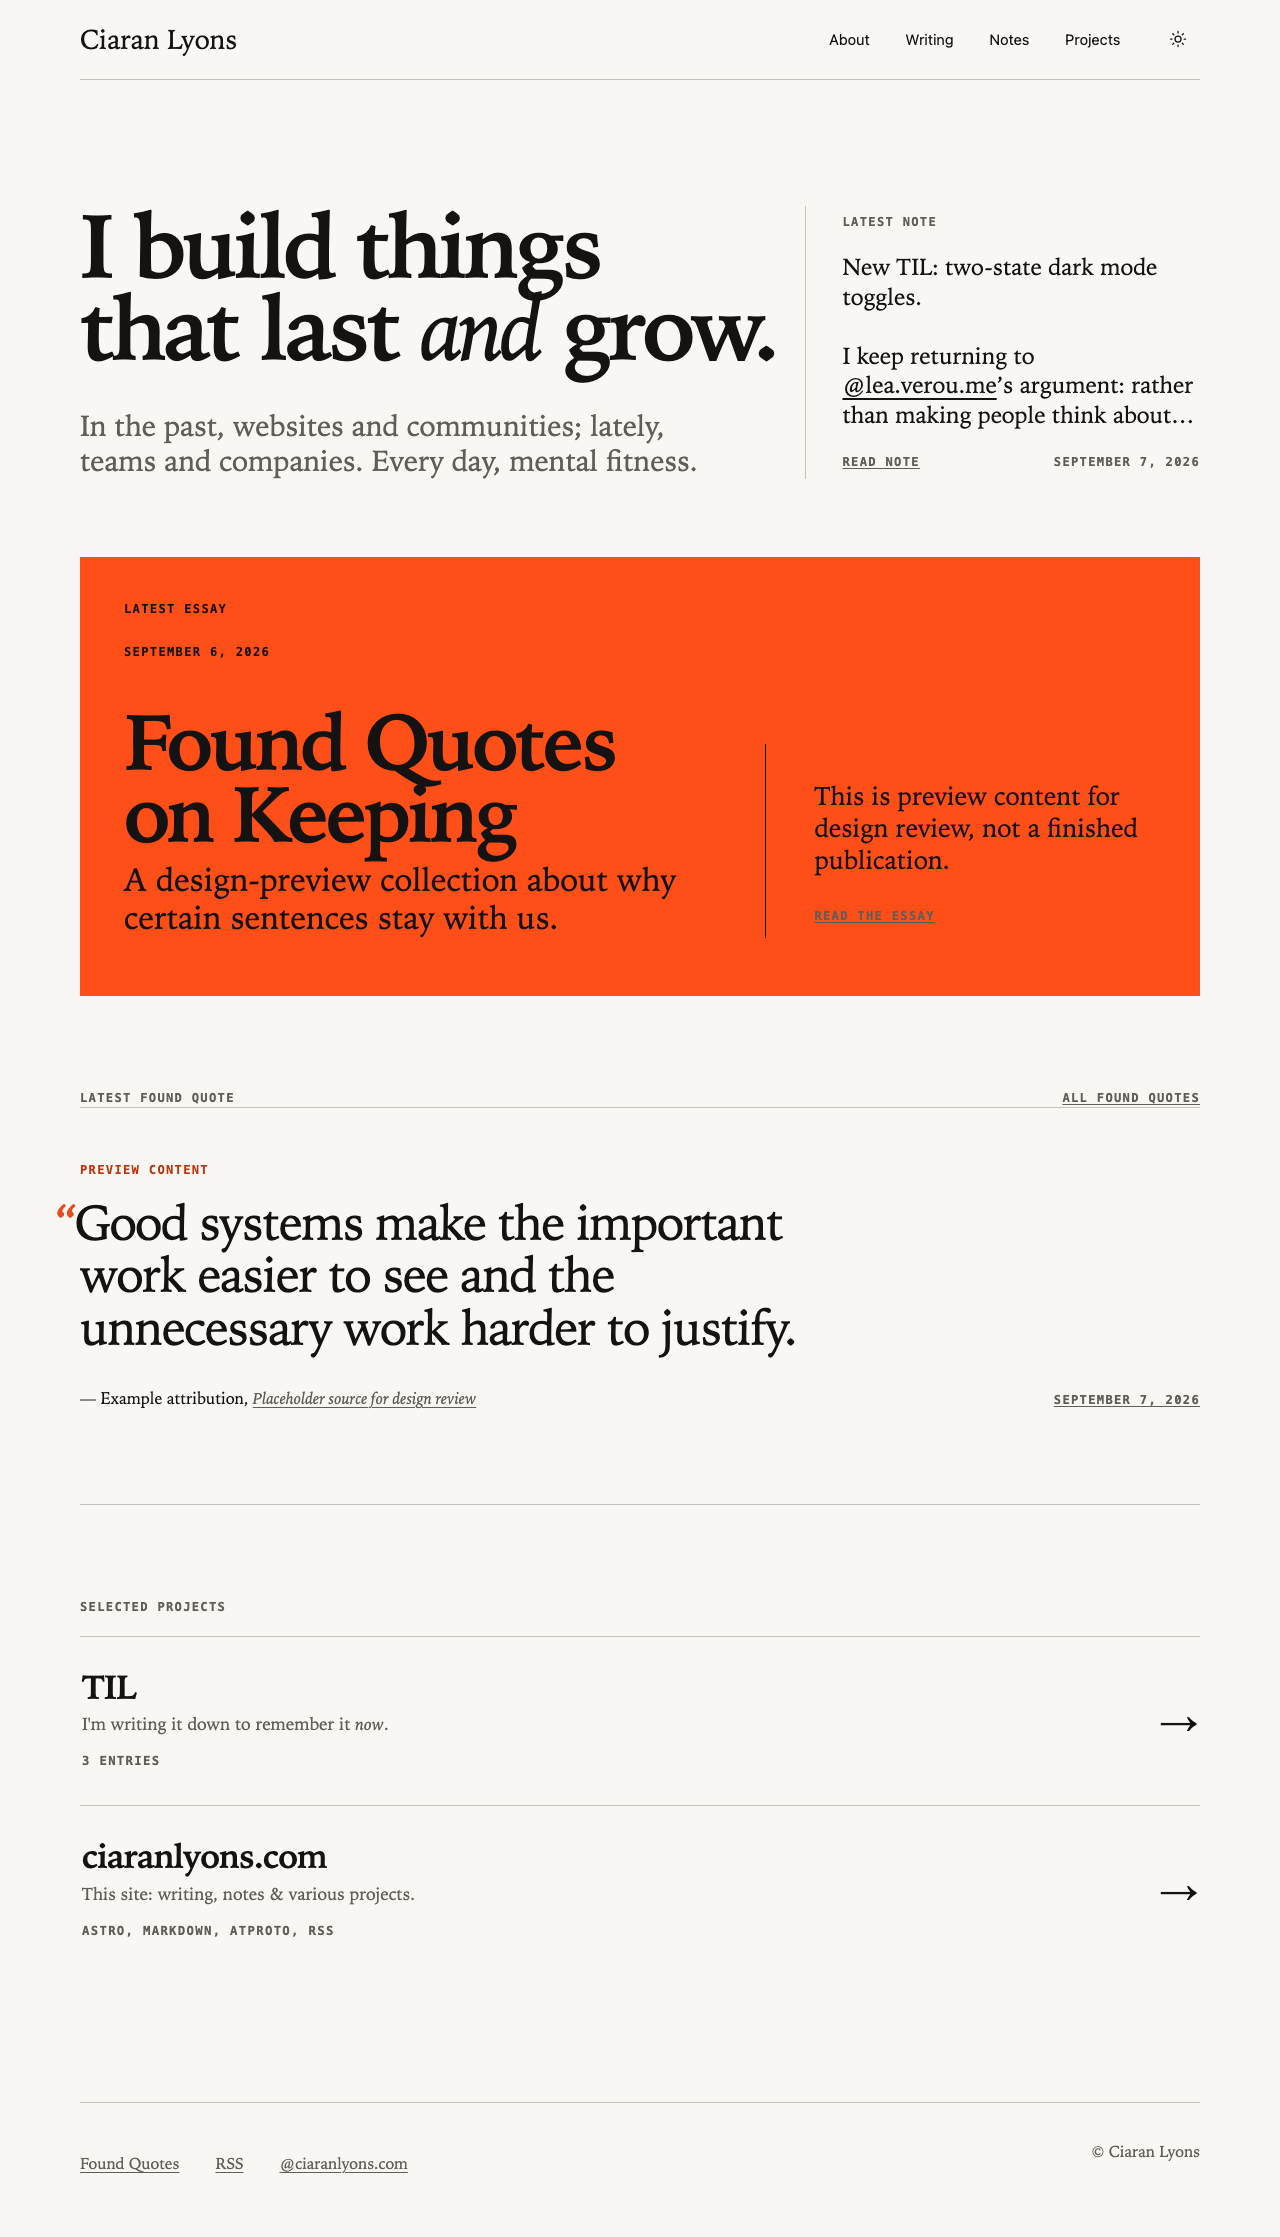 Ciaran Lyons
About
Writing
Notes
Projects
I build things
that last and grow.
In the past, websites and communities; lately,
teams and companies. Every day, mental fitness.
LATEST NOTE
New TIL: two-state dark mode
toggles.
I keep returning to
@lea.verou.me’s argument: rather
than making people think about…
READ NOTE
SEPTEMBER 7, 2026
LATEST ESSAY
SEPTEMBER 6, 2026
Found Quotes
on Keeping
A design-preview collection about why
certain sentences stay with us.
This is preview content for
design review, not a finished
publication.
READ THE ESSAY
LATEST FOUND QUOTE
ALL FOUND QUOTES
PREVIEW CONTENT
“Good systems make the important
work easier to see and the
unnecessary work harder to justify.
— Example attribution, Placeholder source for design review
SEPTEMBER 7, 2026
SELECTED PROJECTS
TIL
I'm writing it down to remember it now.
3 ENTRIES
→
ciaranlyons.com
This site: writing, notes & various projects.
ASTRO, MARKDOWN, ATPROTO, RSS
→
Found Quotes
RSS
@ciaranlyons.com
© Ciaran Lyons